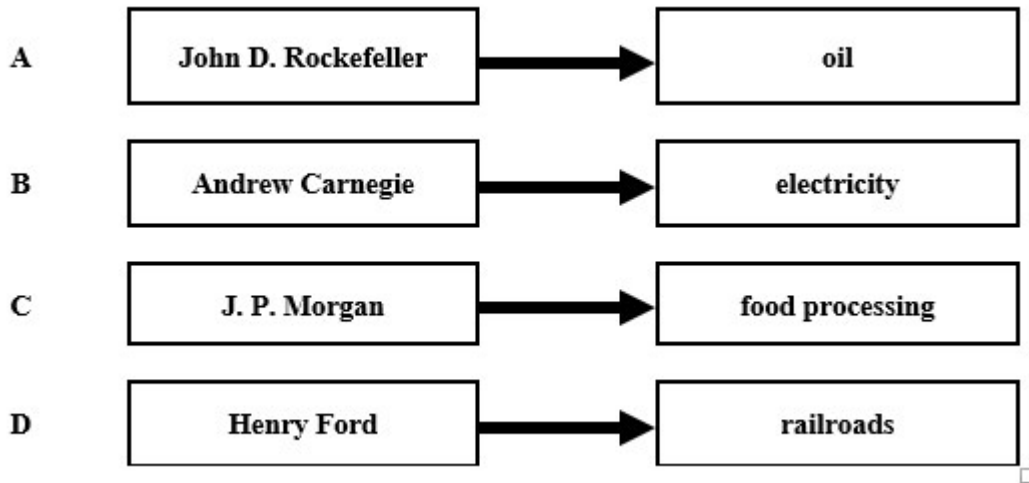 A John D. Rockefeller oil
B Andrew Carnegie electricity
C J. P. Morgan food processing
D Henry Ford railroads